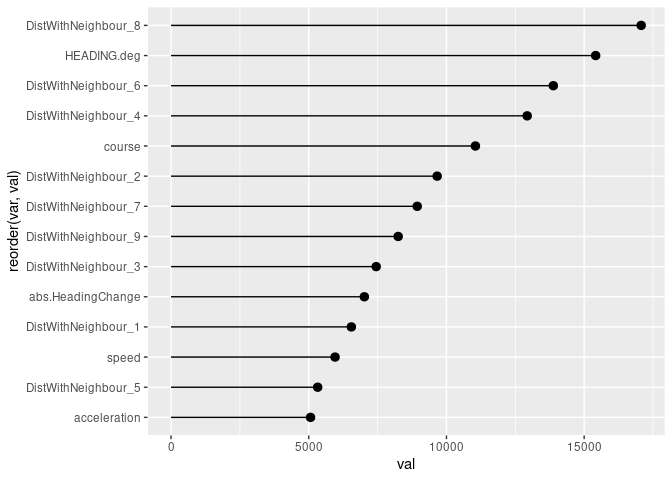 DistWithNeighbour_8
HEADING.deg
DistWithNeighbour_6
DistWithNeighbour_4
course
DistWithNeighbour_2
DistWithNeighbour_7
DistWithNeighbour_9
DistWithNeighbour_3
abs.HeadingChange
DistWithNeighbour_1
speed
DistWithNeighbour_5
acceleration
reorder(var, val)
0 5000 10000 15000
val